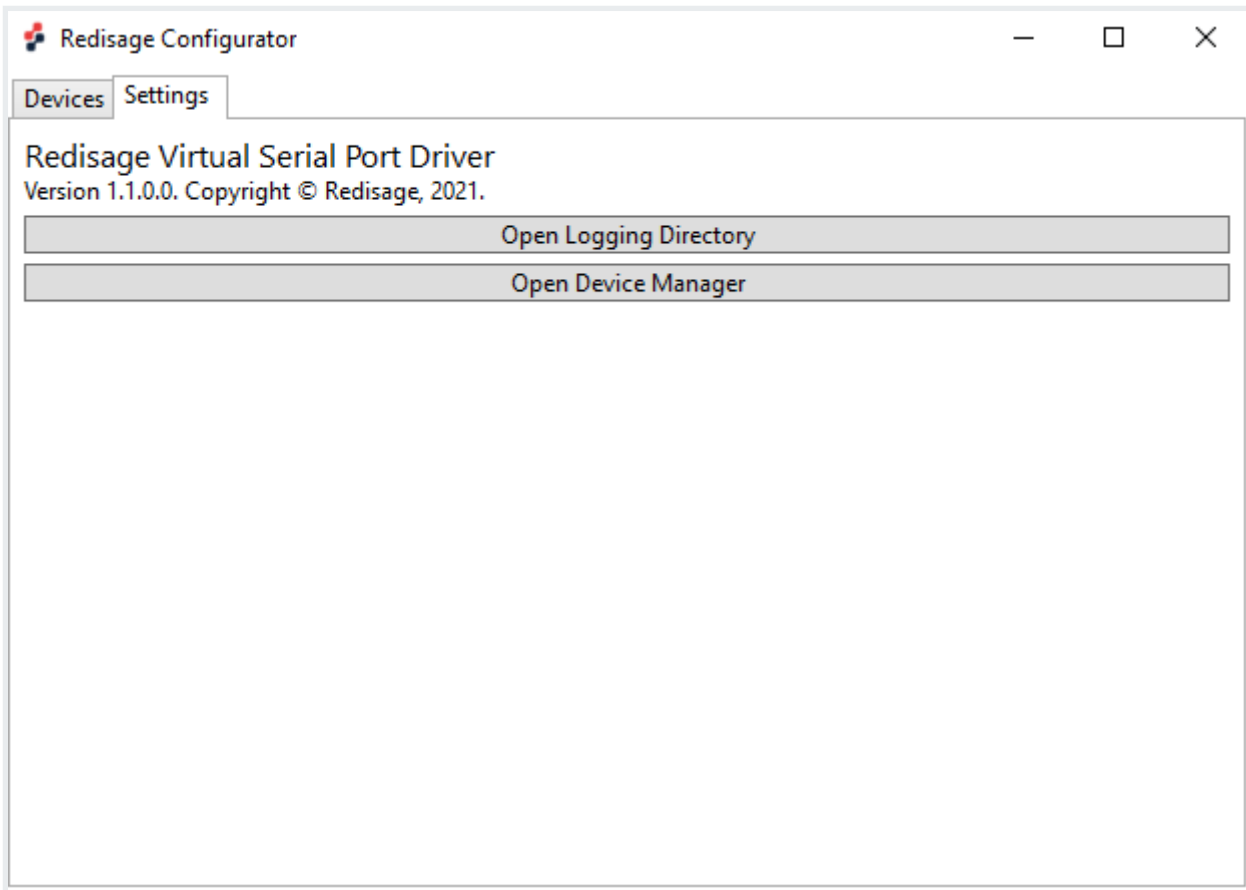 Redisage Configurator
Devices Settings
Redisage Virtual Serial Port Driver
Version 1.1.0.0. Copyright © Redisage, 2021.
Open Logging Directory
Open Device Manager